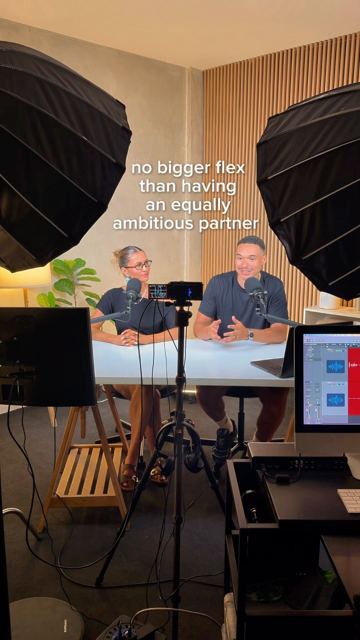 no bigger flex
than having
an equally
ambitious partner